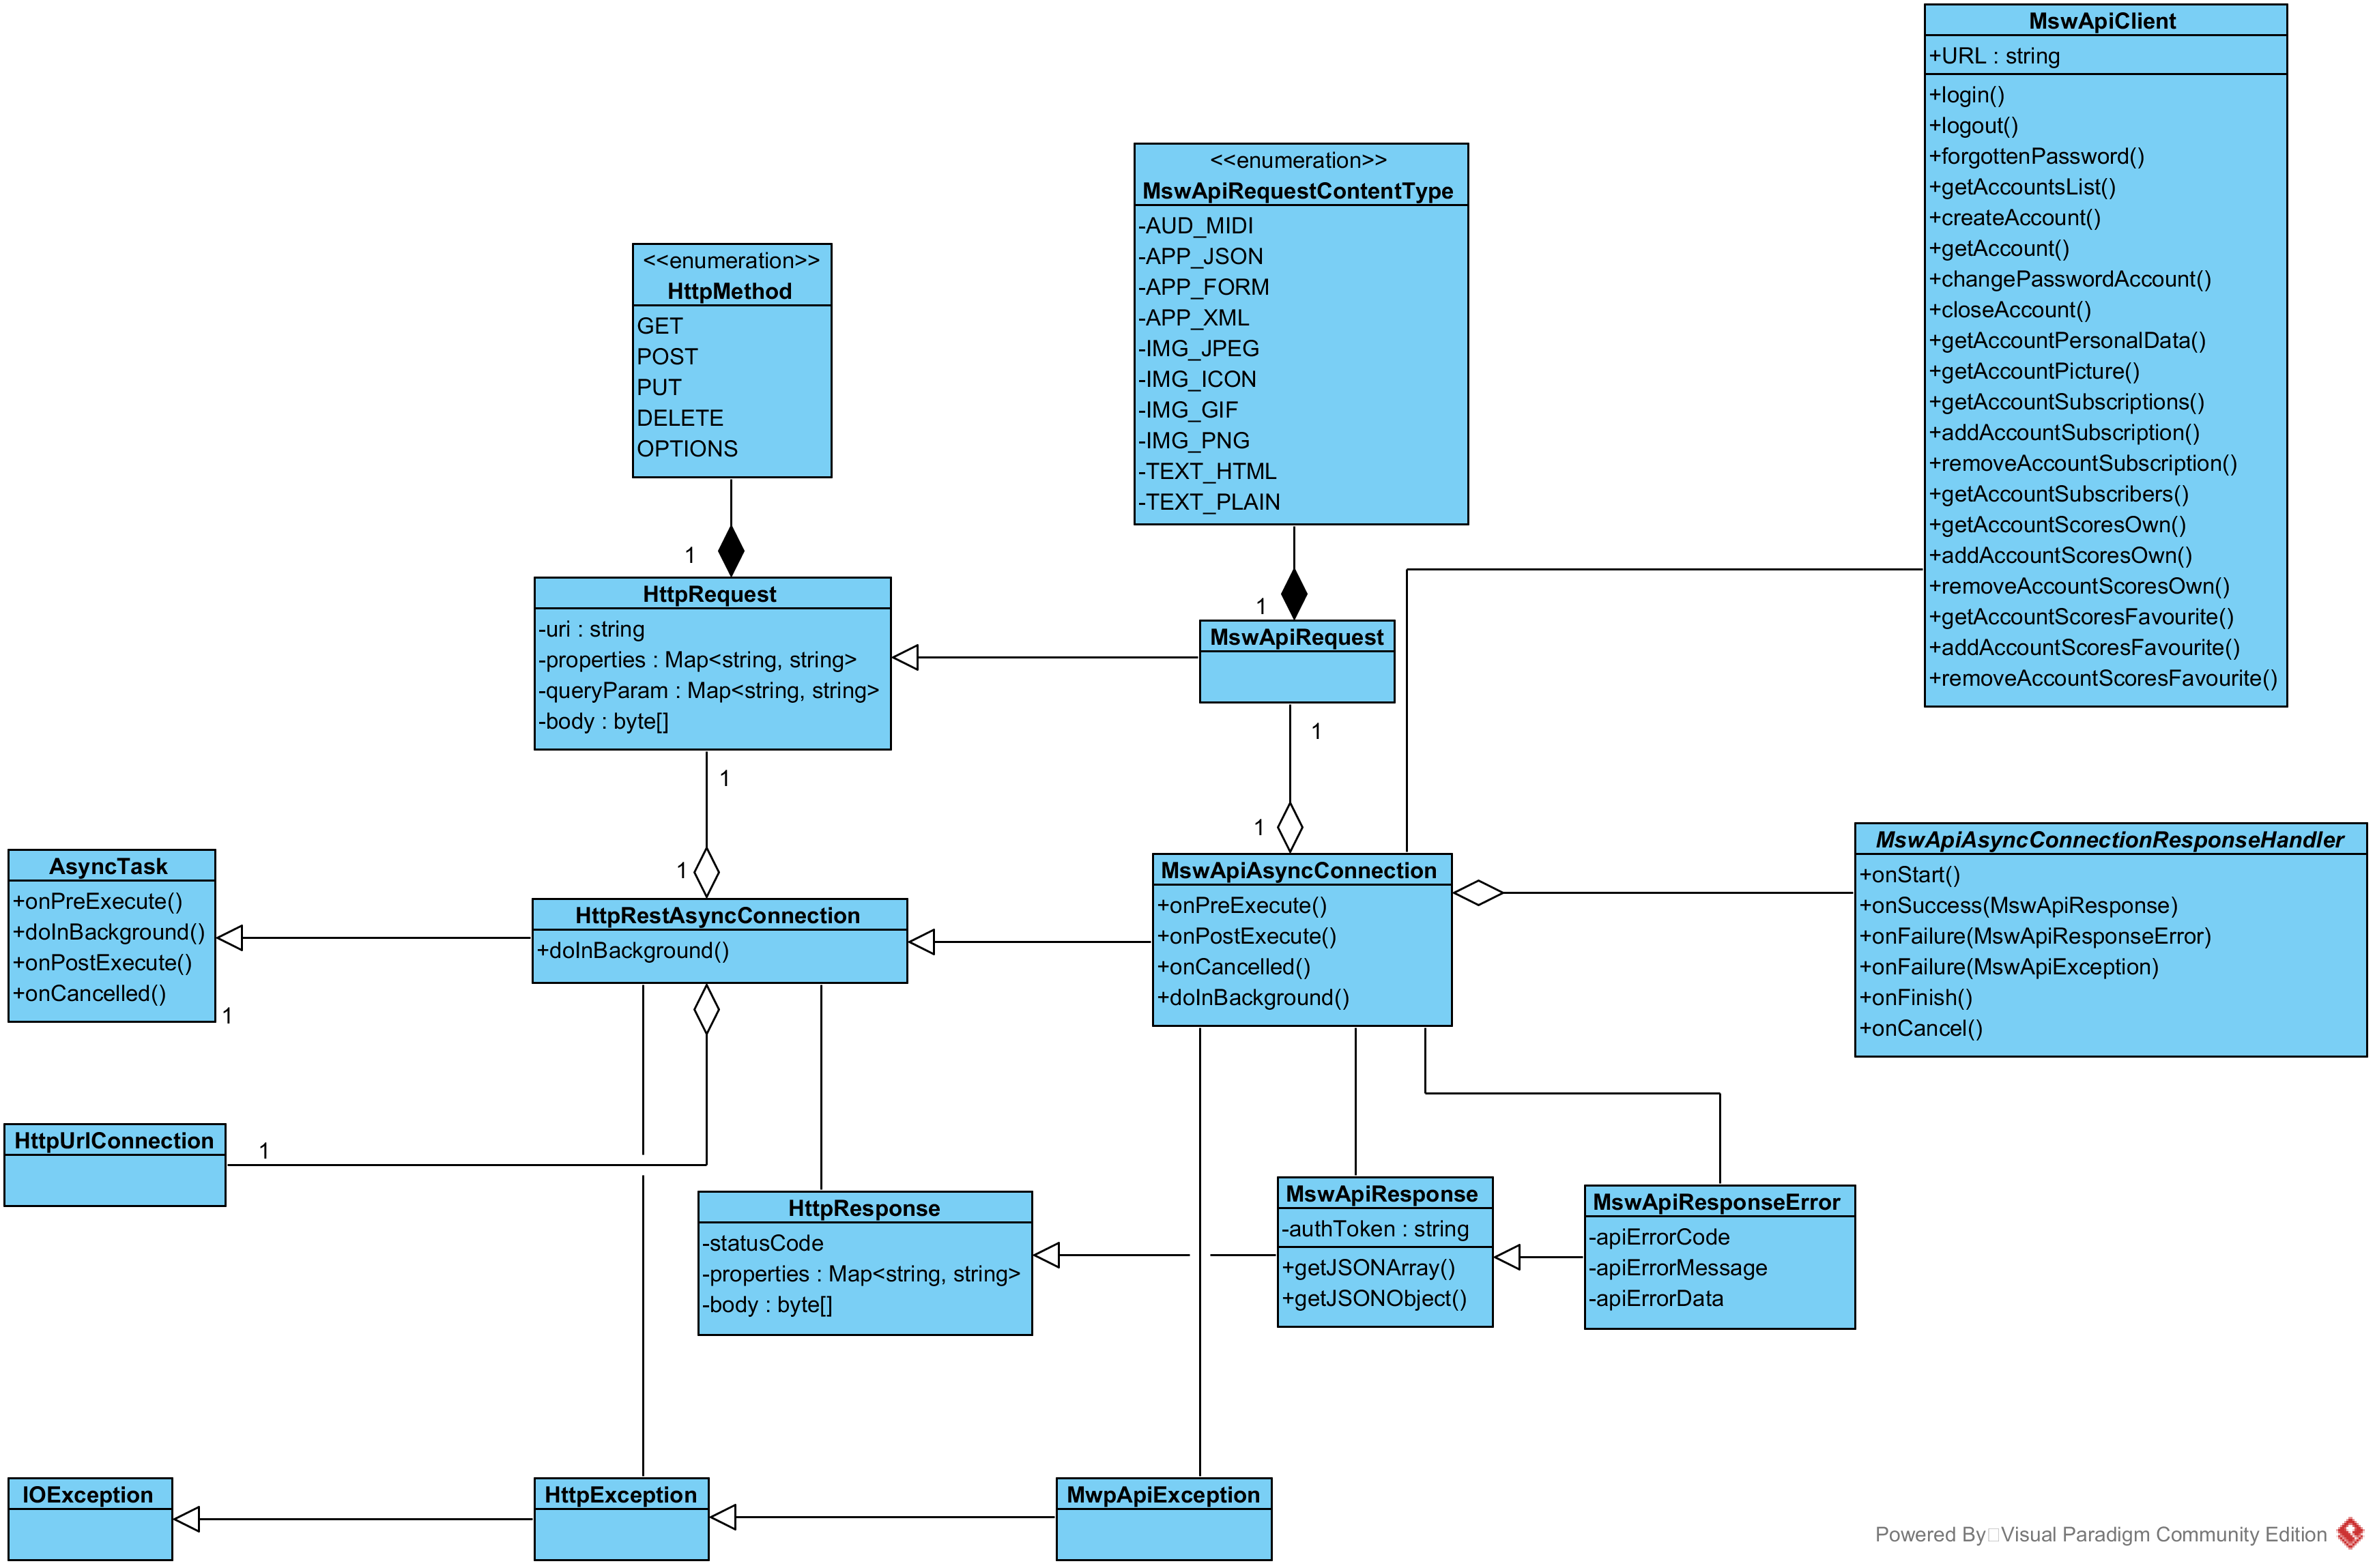 MswApiClient
+URL : string
+login()
+logout()
+forgottenPassword()
+getAccountsList()
+createAccount()
+getAccount()
+changePasswordAccount()
+closeAccount()
+getAccountPersonalData()
+getAccountPicture()
+getAccountSubscriptions()
+addAccountSubscription()
+removeAccountSubscription()
+getAccountSubscribers()
+getAccountScoresOwn()
+addAccountScoresOwn()
+removeAccountScoresOwn()
+getAccountScoresFavourite()
+addAccountScoresFavourite()
+removeAccountScoresFavourite()
<<enumeration>>
MswApiRequestContentType
-AUD_MIDI
-APP_JSON
-APP_FORM
-APP_XML
-IMG_JPEG
-IMG_ICON
-IMG_GIF
-IMG_PNG
-TEXT_HTML
-TEXT_PLAIN
<<enumeration>>
HttpMethod
GET
POST
PUT
DELETE
OPTIONS
1
HttpRequest
-uri : string
-properties : Map<string, string>
-queryParam : Map<string, string>
-body : byte[]
1
MswApiRequest
1
1
1
1
AsyncTask
+onPreExecute()
+doInBackground()
+onPostExecute()
+onCancelled()
1
HttpRestAsyncConnection
+doInBackground()
MswApiAsyncConnection
+onPreExecute()
+onPostExecute()
+onCancelled()
+doInBackground()
MswApiAsyncConnectionResponseHandler
+onStart()
+onSuccess(MswApiResponse)
+onFailure(MswApiResponseError)
+onFailure(MswApiException)
+onFinish()
+onCancel()
HttpUrlConnection
1
HttpResponse
-statusCode
-properties : Map<string, string>
-body : byte[]
MswApiResponse
-authToken : string
+getJSONArray()
+getJSONObject()
MswApiResponseError
-apiErrorCode
-apiErrorMessage
-apiErrorData
IOException
HttpException
MwpApiException
Powered By Visual Paradigm Community Edition